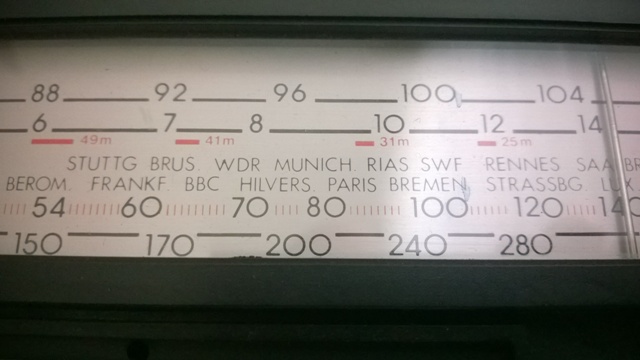 88 92 96 100 104
6 7 8 10 12 14
49m 41m 31m 25m
STUTTG BRUS. WDR MUNICH. RIAS SWF RENNES SAA BR
BEROM. FRANKF. BBC HILVERS. PARIS BREMEN STRASSBG. LUX
54 60 70 80 100 120 140
150 170 200 240 280